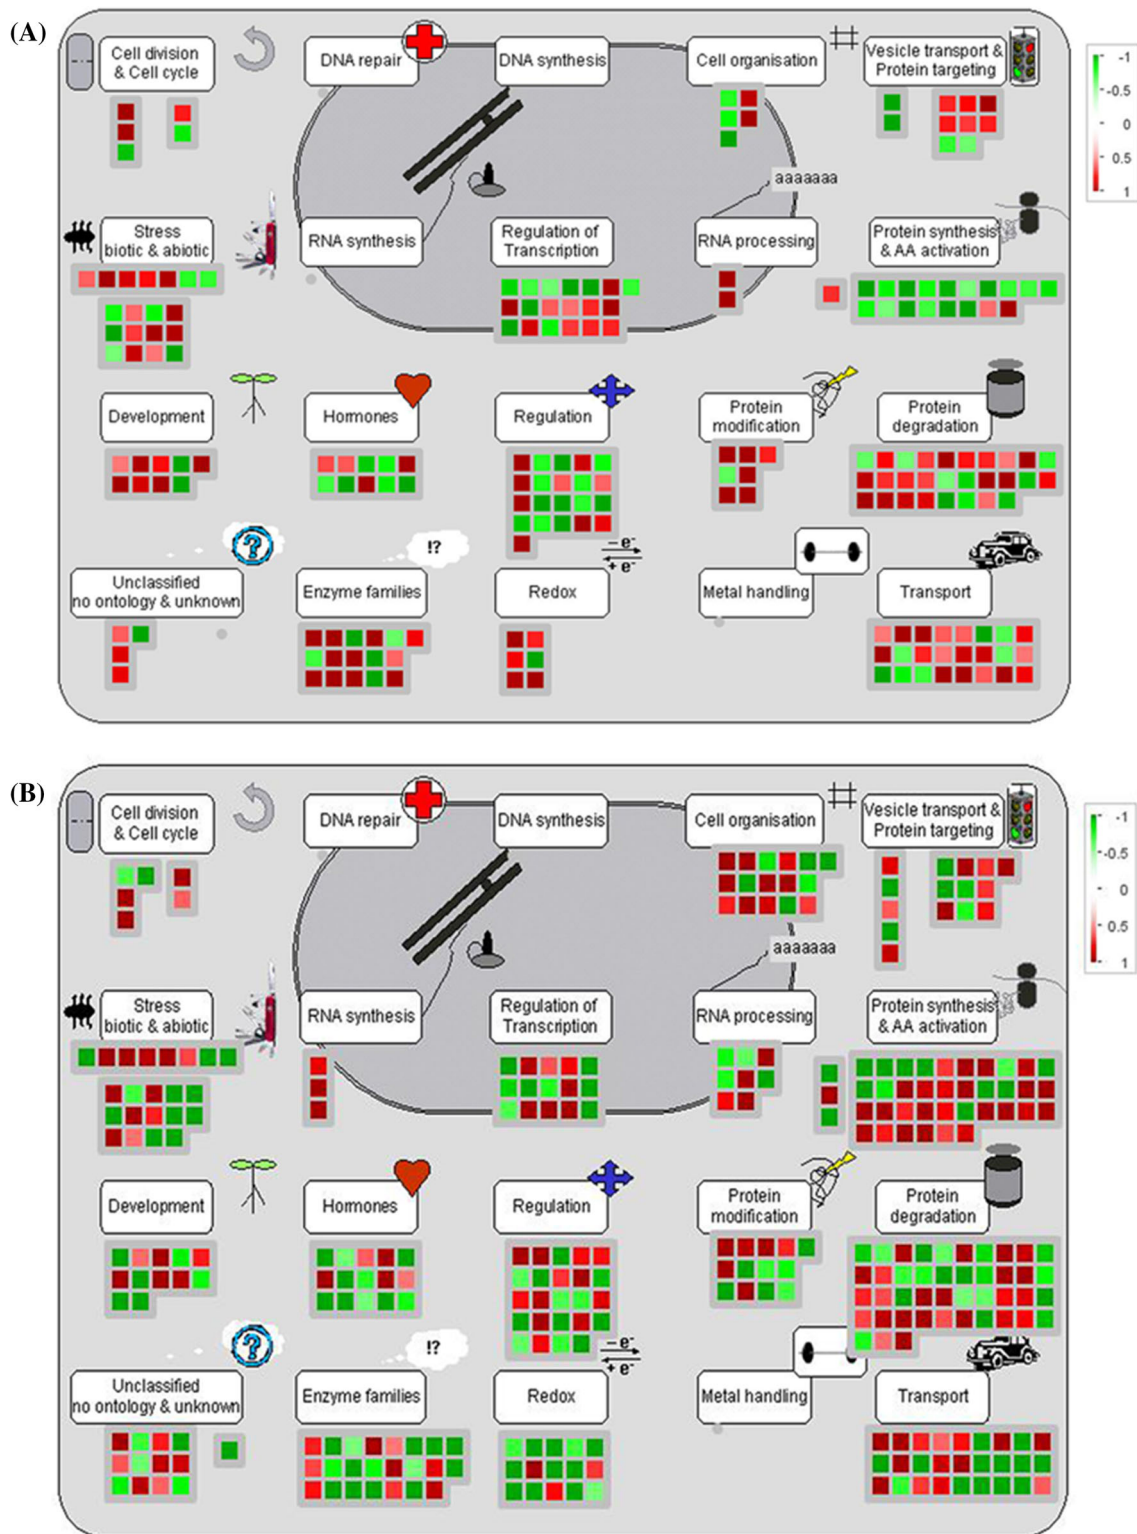 (A)
Cell division
& Cell cycle
DNA repair
DNA synthesis
Cell organisation
Vesicle transport &
Protein targeting
-1
-0.5
0
0.5
1
aaaaaaa
Stress
biotic & abiotic
RNA synthesis
Regulation of
Transcription
RNA processing
Protein synthesis
& AA activation
Development
Hormones
Regulation
Protein
modification
Protein
degradation
?
!?
– e⁻
+ e⁻
Unclassified
no ontology & unknown
Enzyme families
Redox
Metal handling
Transport
(B)
Cell division
& Cell cycle
DNA repair
DNA synthesis
Cell organisation
Vesicle transport &
Protein targeting
-1
-0.5
0
0.5
1
aaaaaaa
Stress
biotic & abiotic
RNA synthesis
Regulation of
Transcription
RNA processing
Protein synthesis
& AA activation
Development
Hormones
Regulation
Protein
modification
Protein
degradation
?
!?
– e⁻
+ e⁻
Unclassified
no ontology & unknown
Enzyme families
Redox
Metal handling
Transport